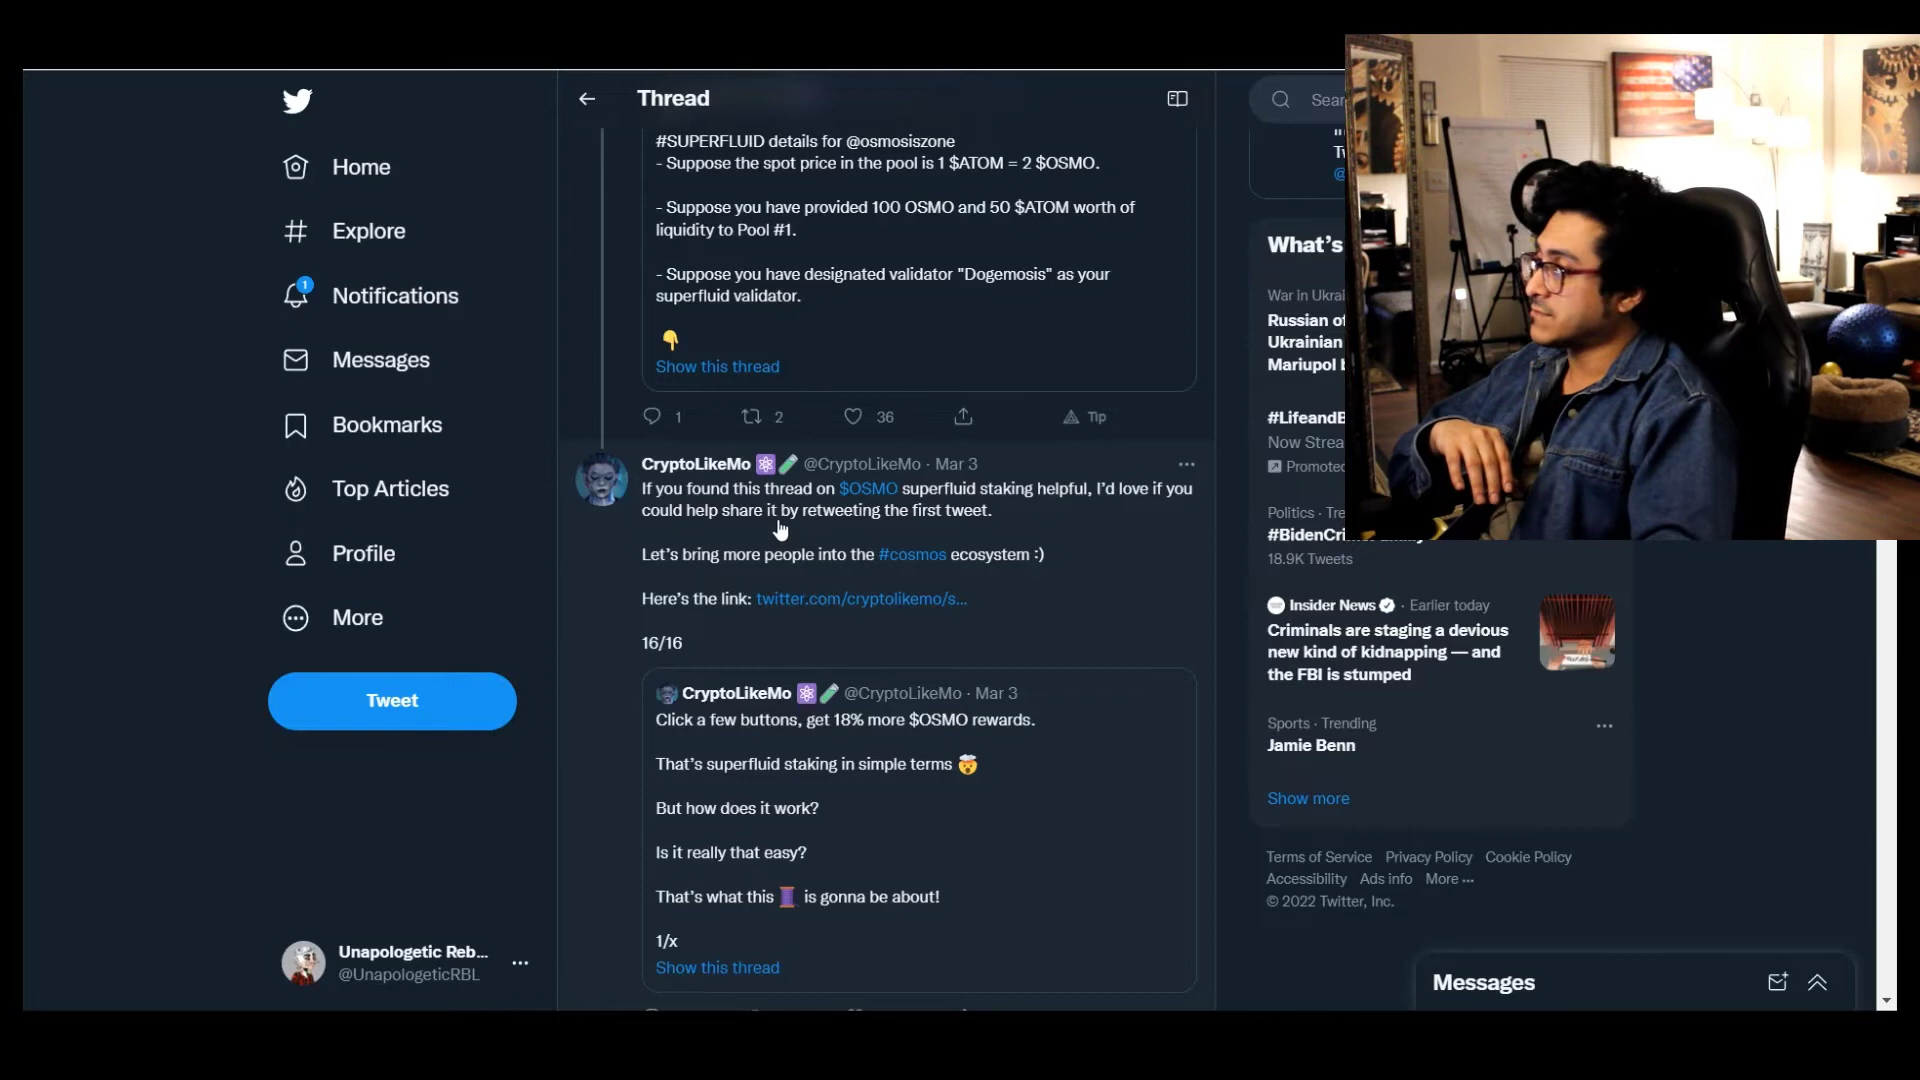 Home
Explore
1
Notifications
Messages
Bookmarks
Top Articles
Profile
More
Tweet
Unapologetic Reb...
@UnapologeticRBL
Thread
#SUPERFLUID details for @osmosiszone
- Suppose the spot price in the pool is 1 $ATOM = 2 $OSMO.
- Suppose you have provided 100 OSMO and 50 $ATOM worth of
liquidity to Pool #1.
- Suppose you have designated validator "Dogemosis" as your
superfluid validator.
Show this thread
1
2
36
Tip
CryptoLikeMo @CryptoLikeMo · Mar 3
If you found this thread on $OSMO superfluid staking helpful, I'd love if you
could help share it by retweeting the first tweet.
Let's bring more people into the #cosmos ecosystem :)
Here's the link: twitter.com/cryptolikemo/s...
16/16
CryptoLikeMo @CryptoLikeMo · Mar 3
Click a few buttons, get 18% more $OSMO rewards.
That's superfluid staking in simple terms
But how does it work?
Is it really that easy?
That's what this is gonna be about!
1/x
Show this thread
Sear
What's
War in Ukrai
Russian of
Ukrainian
Mariupol
#LifeandB
Now Strea
Promoted
Politics · Tre
#BidenCri
18.9K Tweets
Insider News · Earlier today
Criminals are staging a devious
new kind of kidnapping — and
the FBI is stumped
Sports · Trending
Jamie Benn
Show more
Terms of Service Privacy Policy Cookie Policy
Accessibility Ads info More ···
© 2022 Twitter, Inc.
Messages